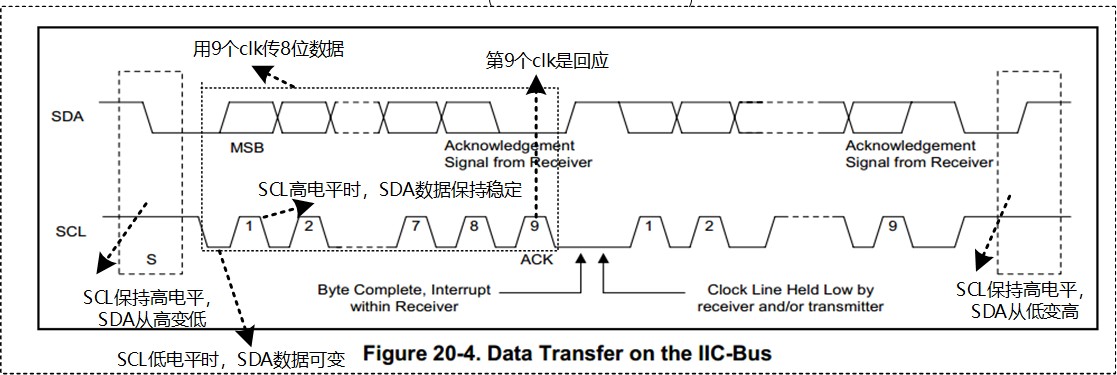 用9个clk传8位数据
第9个clk是回应
SDA
MSB
Acknowledgement
Signal from Receiver
Acknowledgement
Signal from Receiver
SCL高电平时，SDA数据保持稳定
SCL
1
2
7
8
9
1
2
9
S
ACK
Byte Complete, Interrupt
within Receiver
Clock Line Held Low by
receiver and/or transmitter
SCL保持高电平，
SDA从高变低
SCL保持高电平，
SDA从低变高
SCL低电平时，SDA数据可变
Figure 20-4. Data Transfer on the IIC-Bus